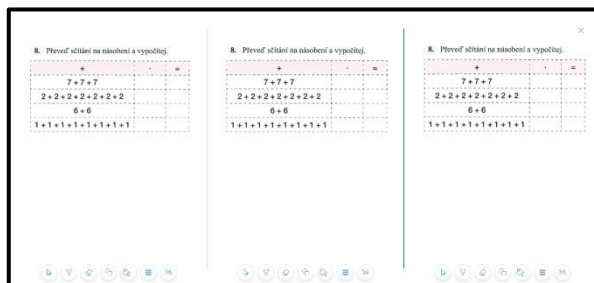 8. Převeď sčítání na násobení a vypočítej.
+ · =
7 + 7 + 7
2 + 2 + 2 + 2 + 2 + 2 + 2
6 + 6
1 + 1 + 1 + 1 + 1 + 1 + 1 + 1
8. Převeď sčítání na násobení a vypočítej.
+ · =
7 + 7 + 7
2 + 2 + 2 + 2 + 2 + 2 + 2
6 + 6
1 + 1 + 1 + 1 + 1 + 1 + 1 + 1
8. Převeď sčítání na násobení a vypočítej.
+ · =
7 + 7 + 7
2 + 2 + 2 + 2 + 2 + 2 + 2
6 + 6
1 + 1 + 1 + 1 + 1 + 1 + 1 + 1